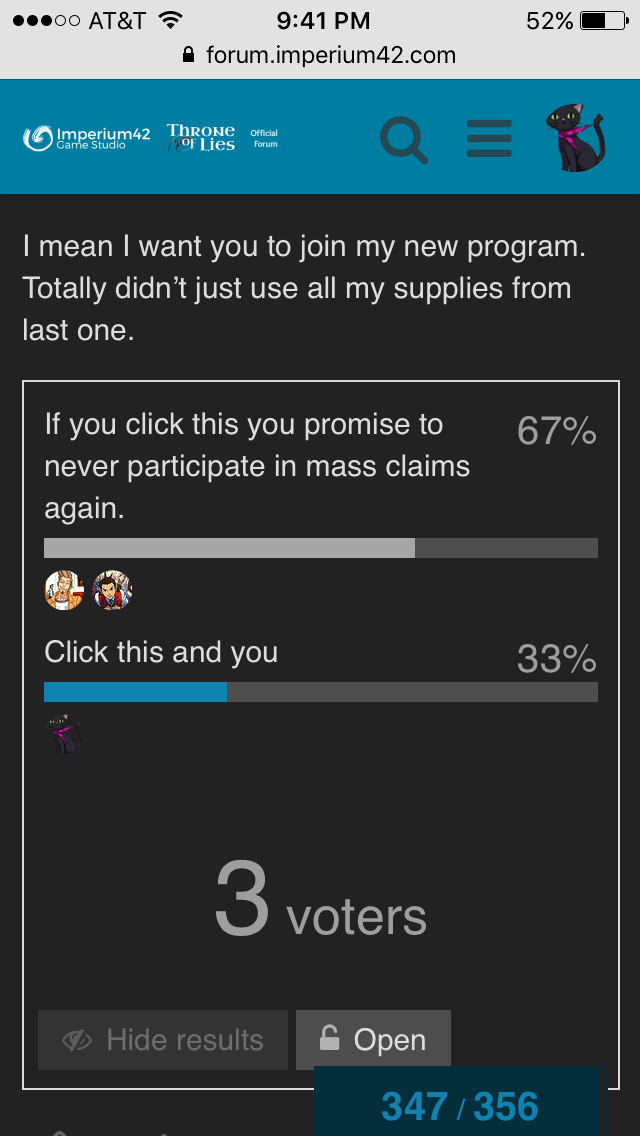 AT&T 9:41 PM 52%
forum.imperium42.com
Imperium42
Game Studio
THRONE
OF LIES
Official
Forum
I mean I want you to join my new program.
Totally didn’t just use all my supplies from
last one.
If you click this you promise to 67%
never participate in mass claims
again.
Click this and you 33%
3 voters
Hide results Open
347 / 356